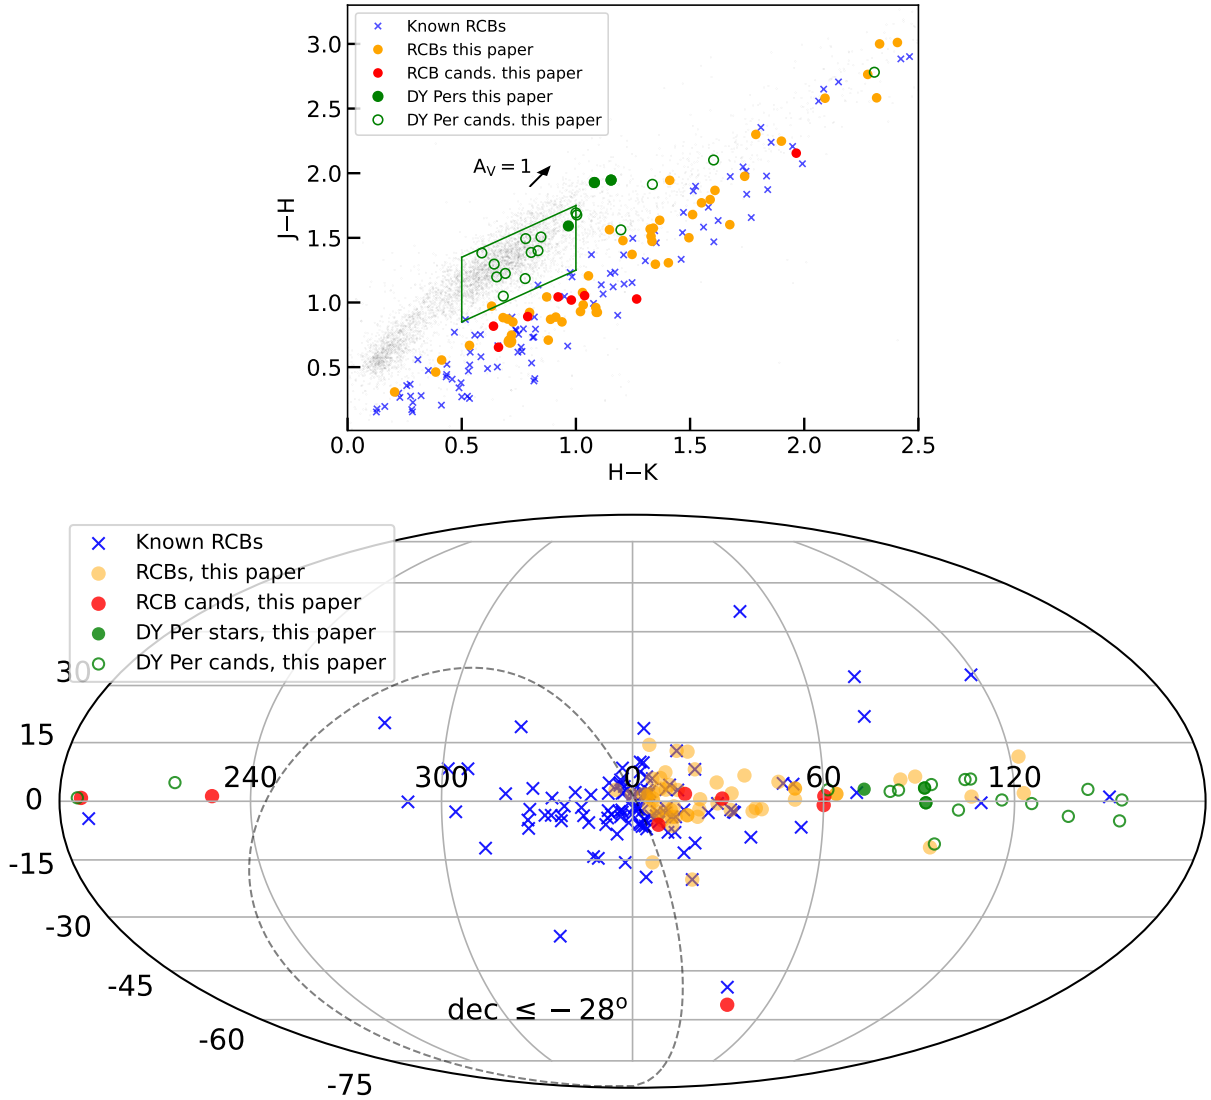 Known RCBs
RCBs this paper
RCB cands. this paper
DY Pers this paper
DY Per cands. this paper
A_V = 1
3.0
2.5
2.0
1.5
1.0
0.5
J−H
0.0 0.5 1.0 1.5 2.0 2.5
H−K
Known RCBs
RCBs, this paper
RCB cands, this paper
DY Per stars, this paper
DY Per cands, this paper
30
15
240 300 0 60 120
0
-15
-30
-45
dec ≤ −28°
-60
-75